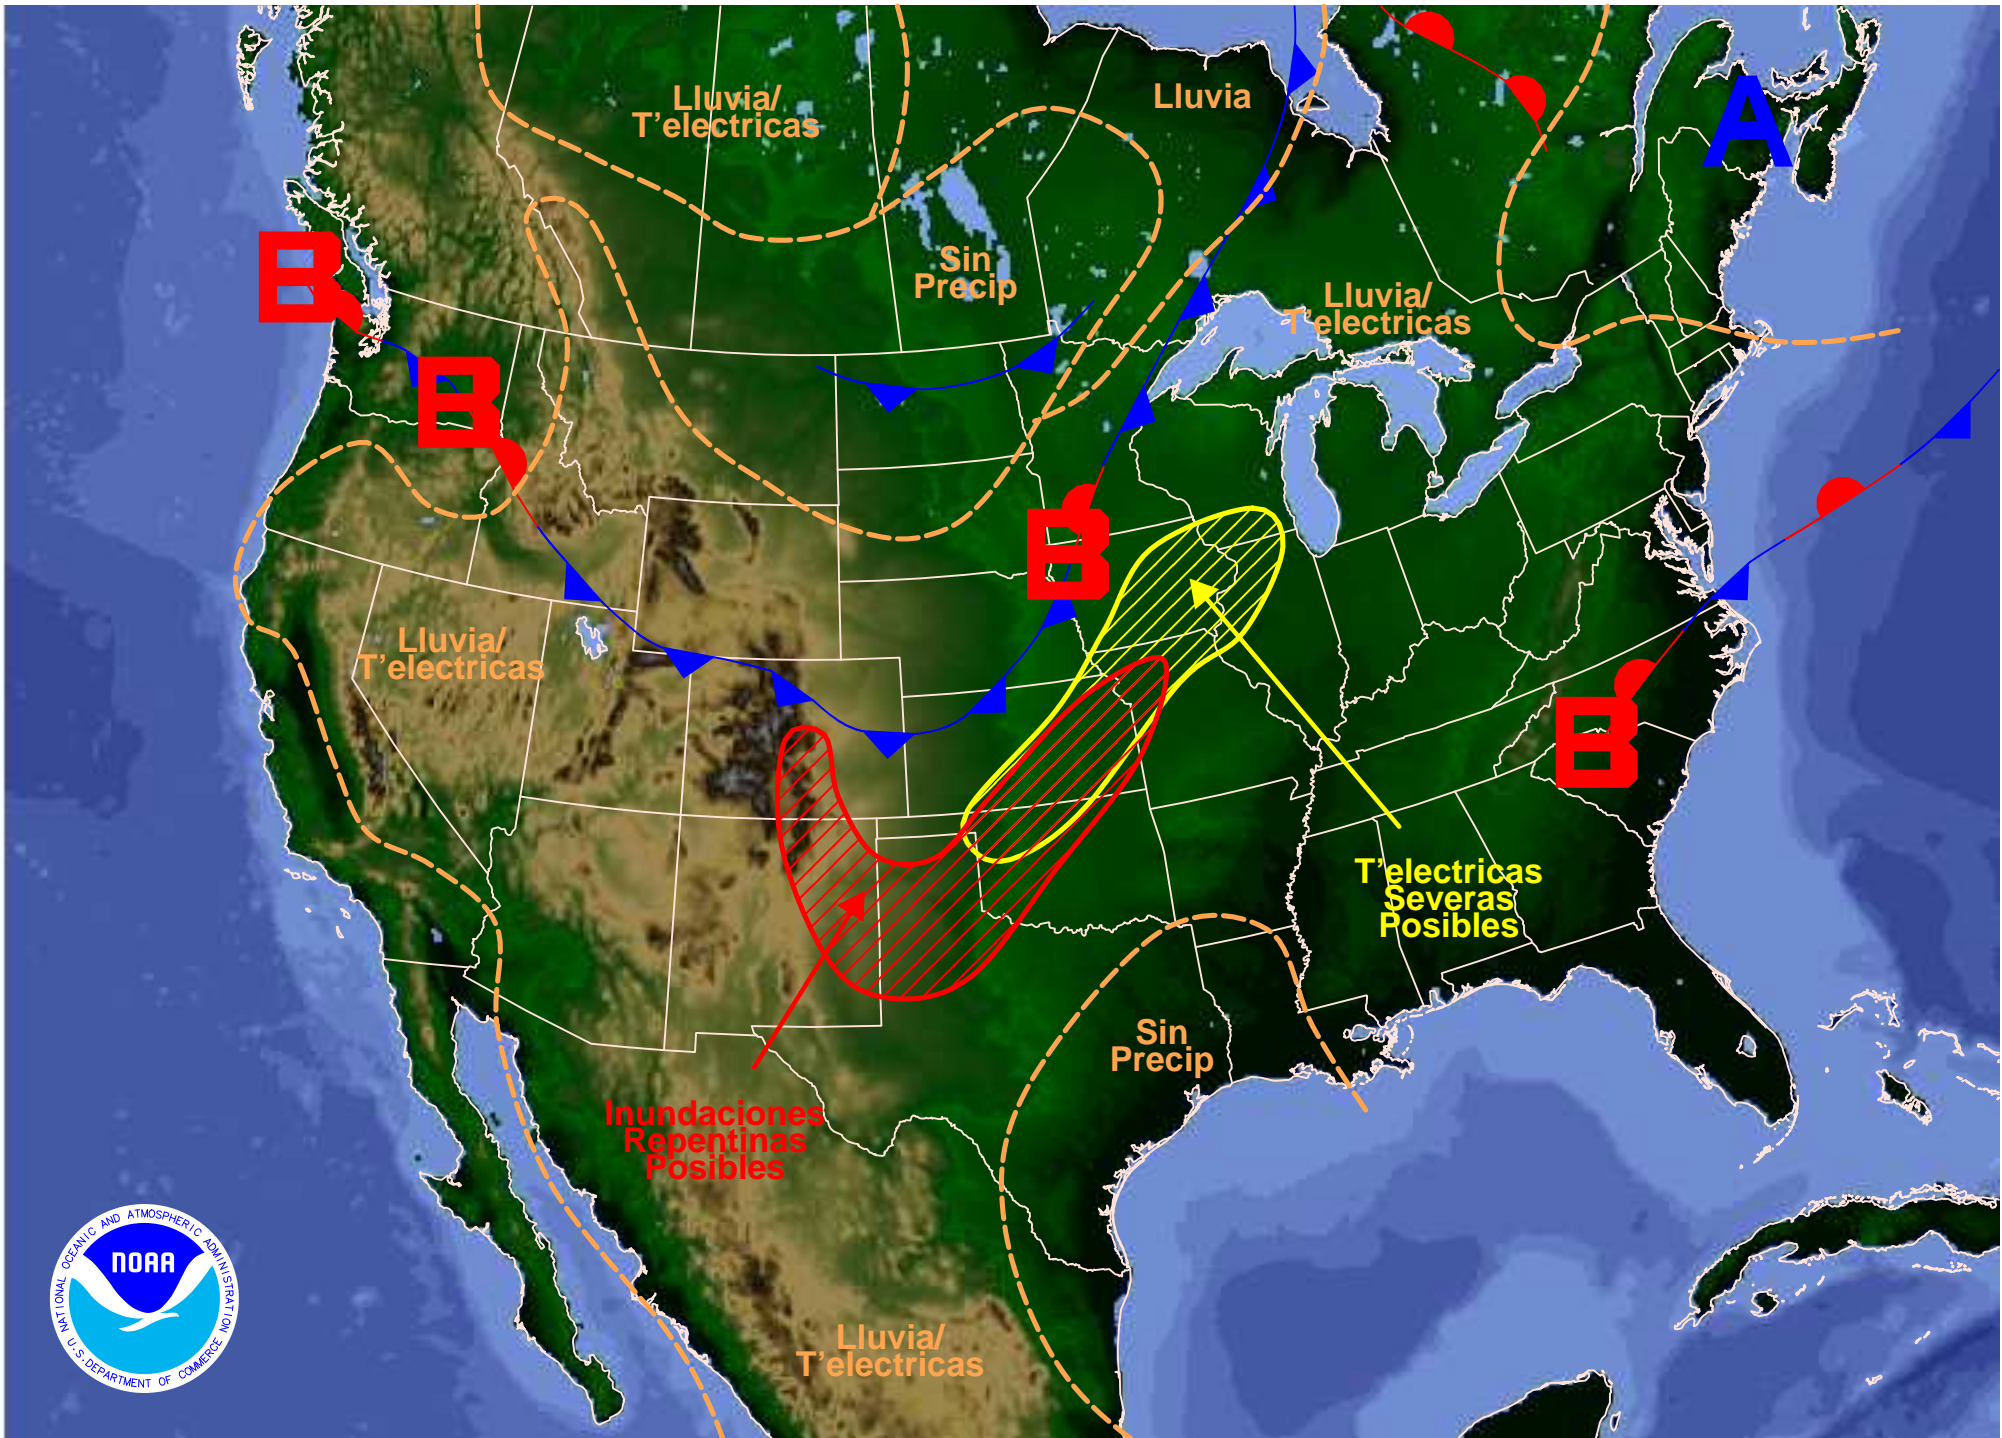 Lluvia/
T'electricas
Lluvia
A
B
Sin
Precip
Lluvia/
T'electricas
B
B
Lluvia/
T'electricas
B
T'electricas
Severas
Posibles
Sin
Precip
Inundaciones
Repentinas
Posibles
Lluvia/
T'electricas
NATIONAL OCEANIC AND ATMOSPHERIC ADMINISTRATION
NOAA
U.S. DEPARTMENT OF COMMERCE